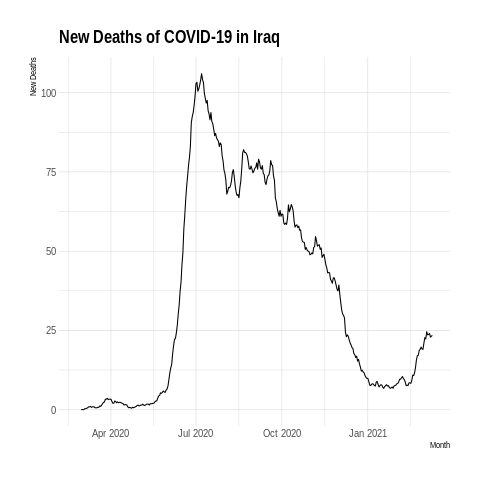 New Deaths of COVID-19 in Iraq
New Deaths
100
75
50
25
0
Apr 2020
Jul 2020
Oct 2020
Jan 2021
Month